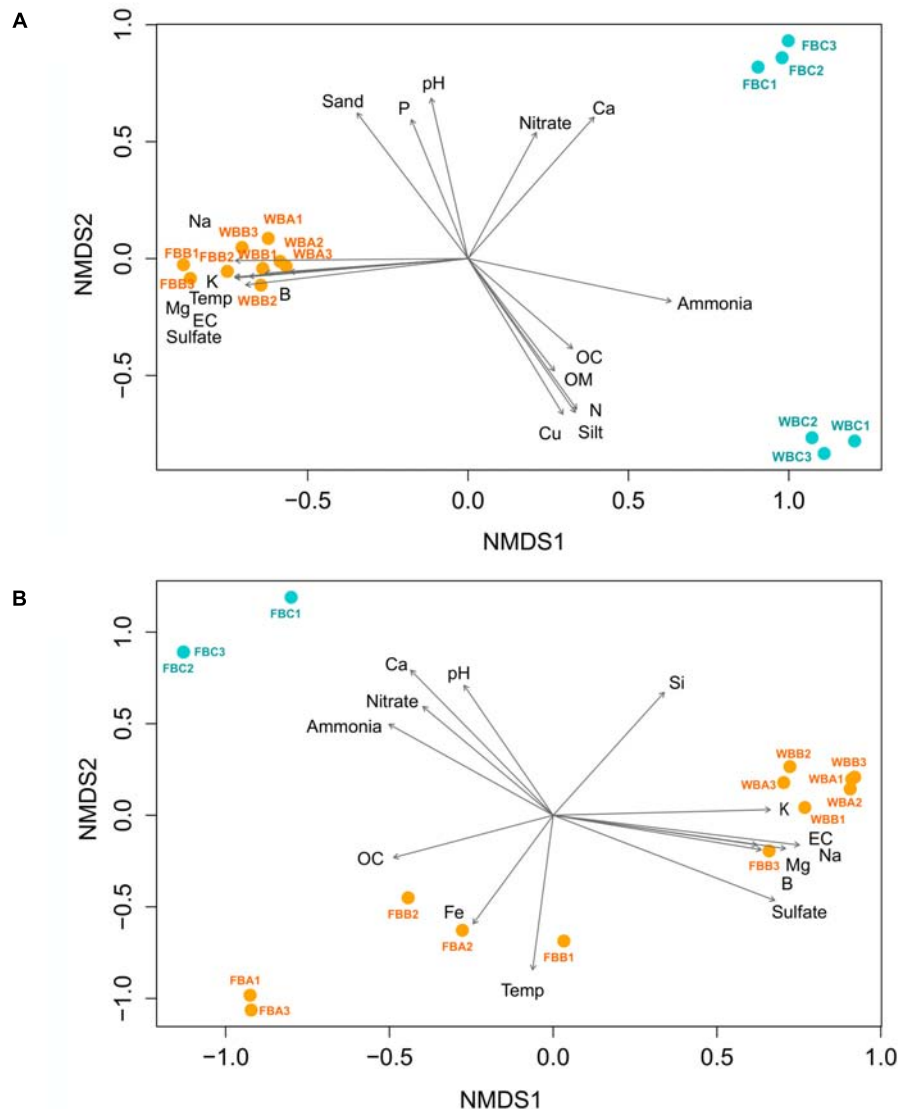 A
1.0
0.5
0.0
−0.5
NMDS2
FBC3
FBC2
FBC1
pH
Sand
P
Nitrate
Ca
Na
WBA1
WBB3
WBA2
FBB1
FBB2
WBB1
WBA3
FBB3
K
B
Temp
WBB2
Mg
EC
Sulfate
Ammonia
OC
OM
N
Cu
Silt
WBC2
WBC1
WBC3
−0.5
0.0
0.5
1.0
NMDS1
B
1.0
0.5
0.0
−0.5
−1.0
NMDS2
FBC1
FBC3
FBC2
Ca
pH
Si
Nitrate
Ammonia
WBB2
WBB3
WBA3
WBA1
WBA2
K
WBB1
EC
Na
OC
FBB3
Mg
B
FBB2
Fe
Sulfate
FBA2
FBB1
Temp
FBA1
FBA3
−1.0
−0.5
0.0
0.5
1.0
NMDS1